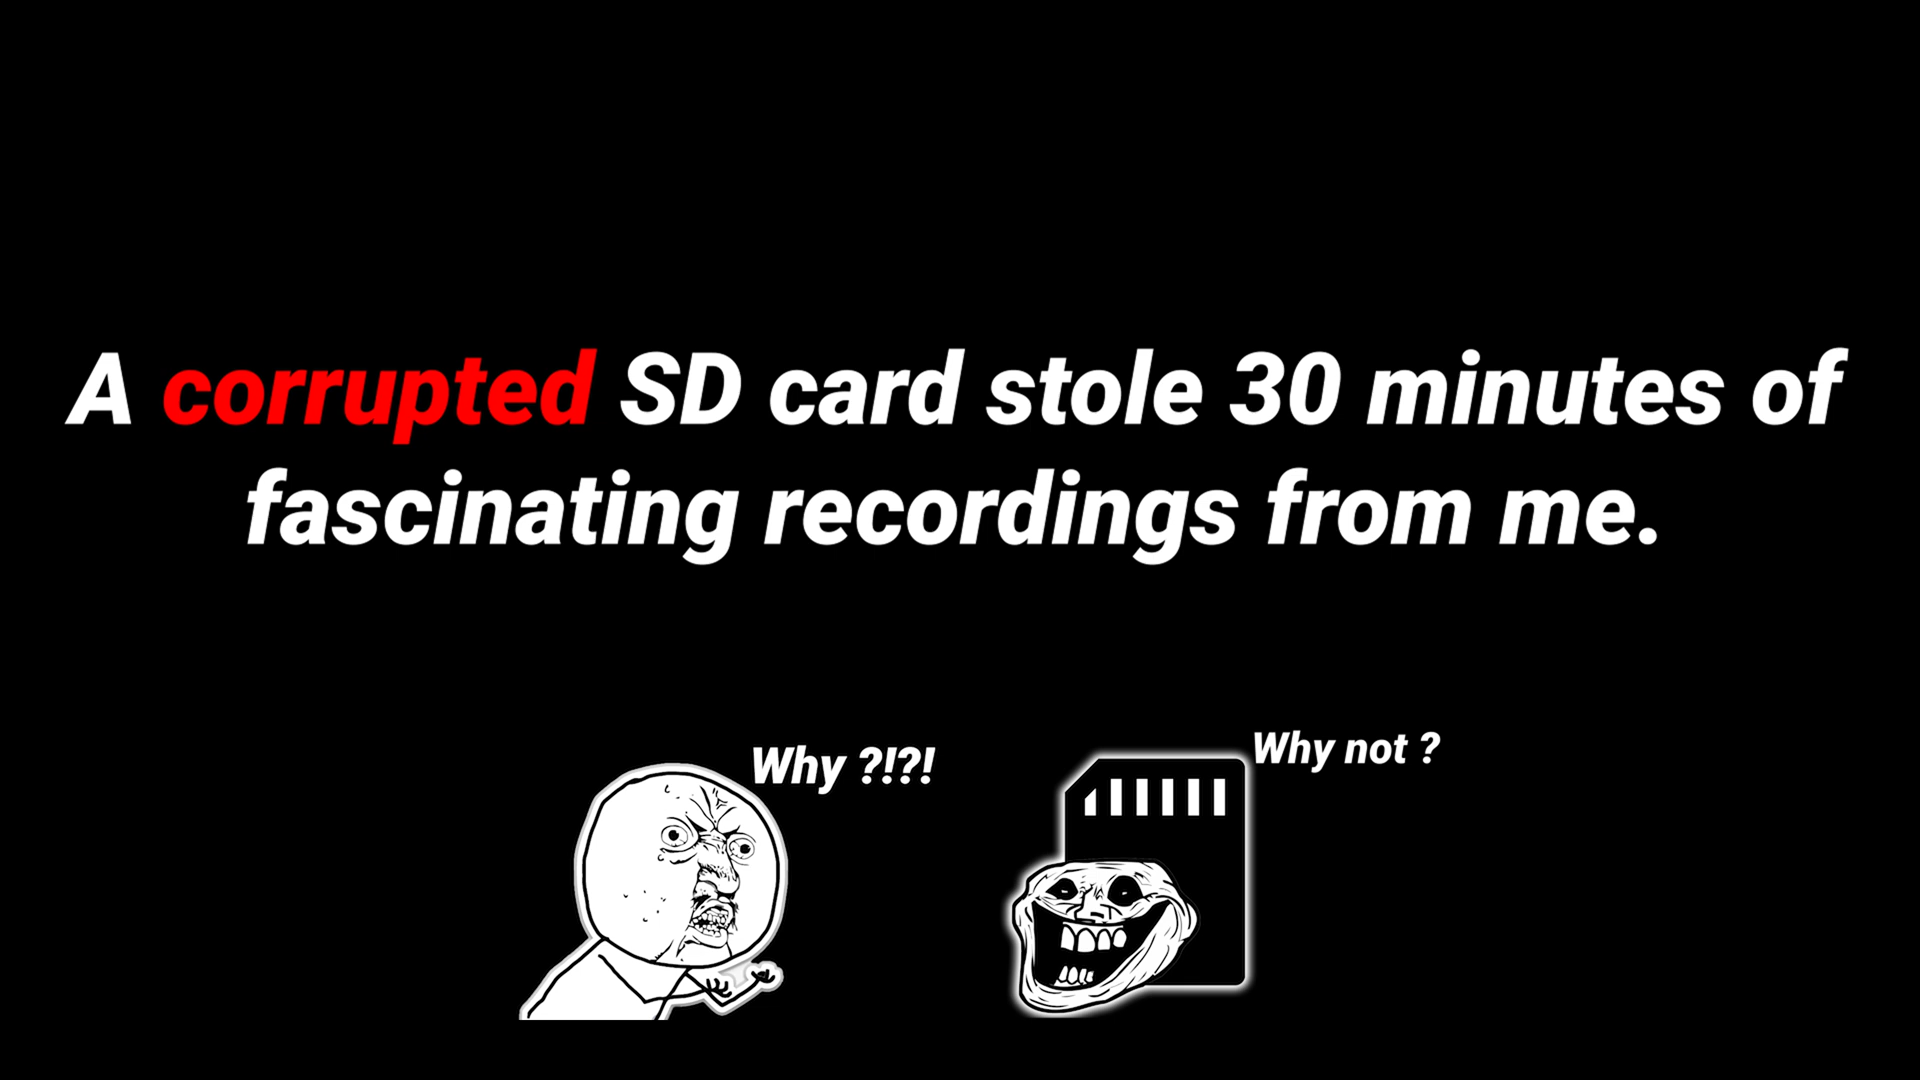 A corrupted SD card stole 30 minutes of
fascinating recordings from me.
Why ?!?!
Why not ?